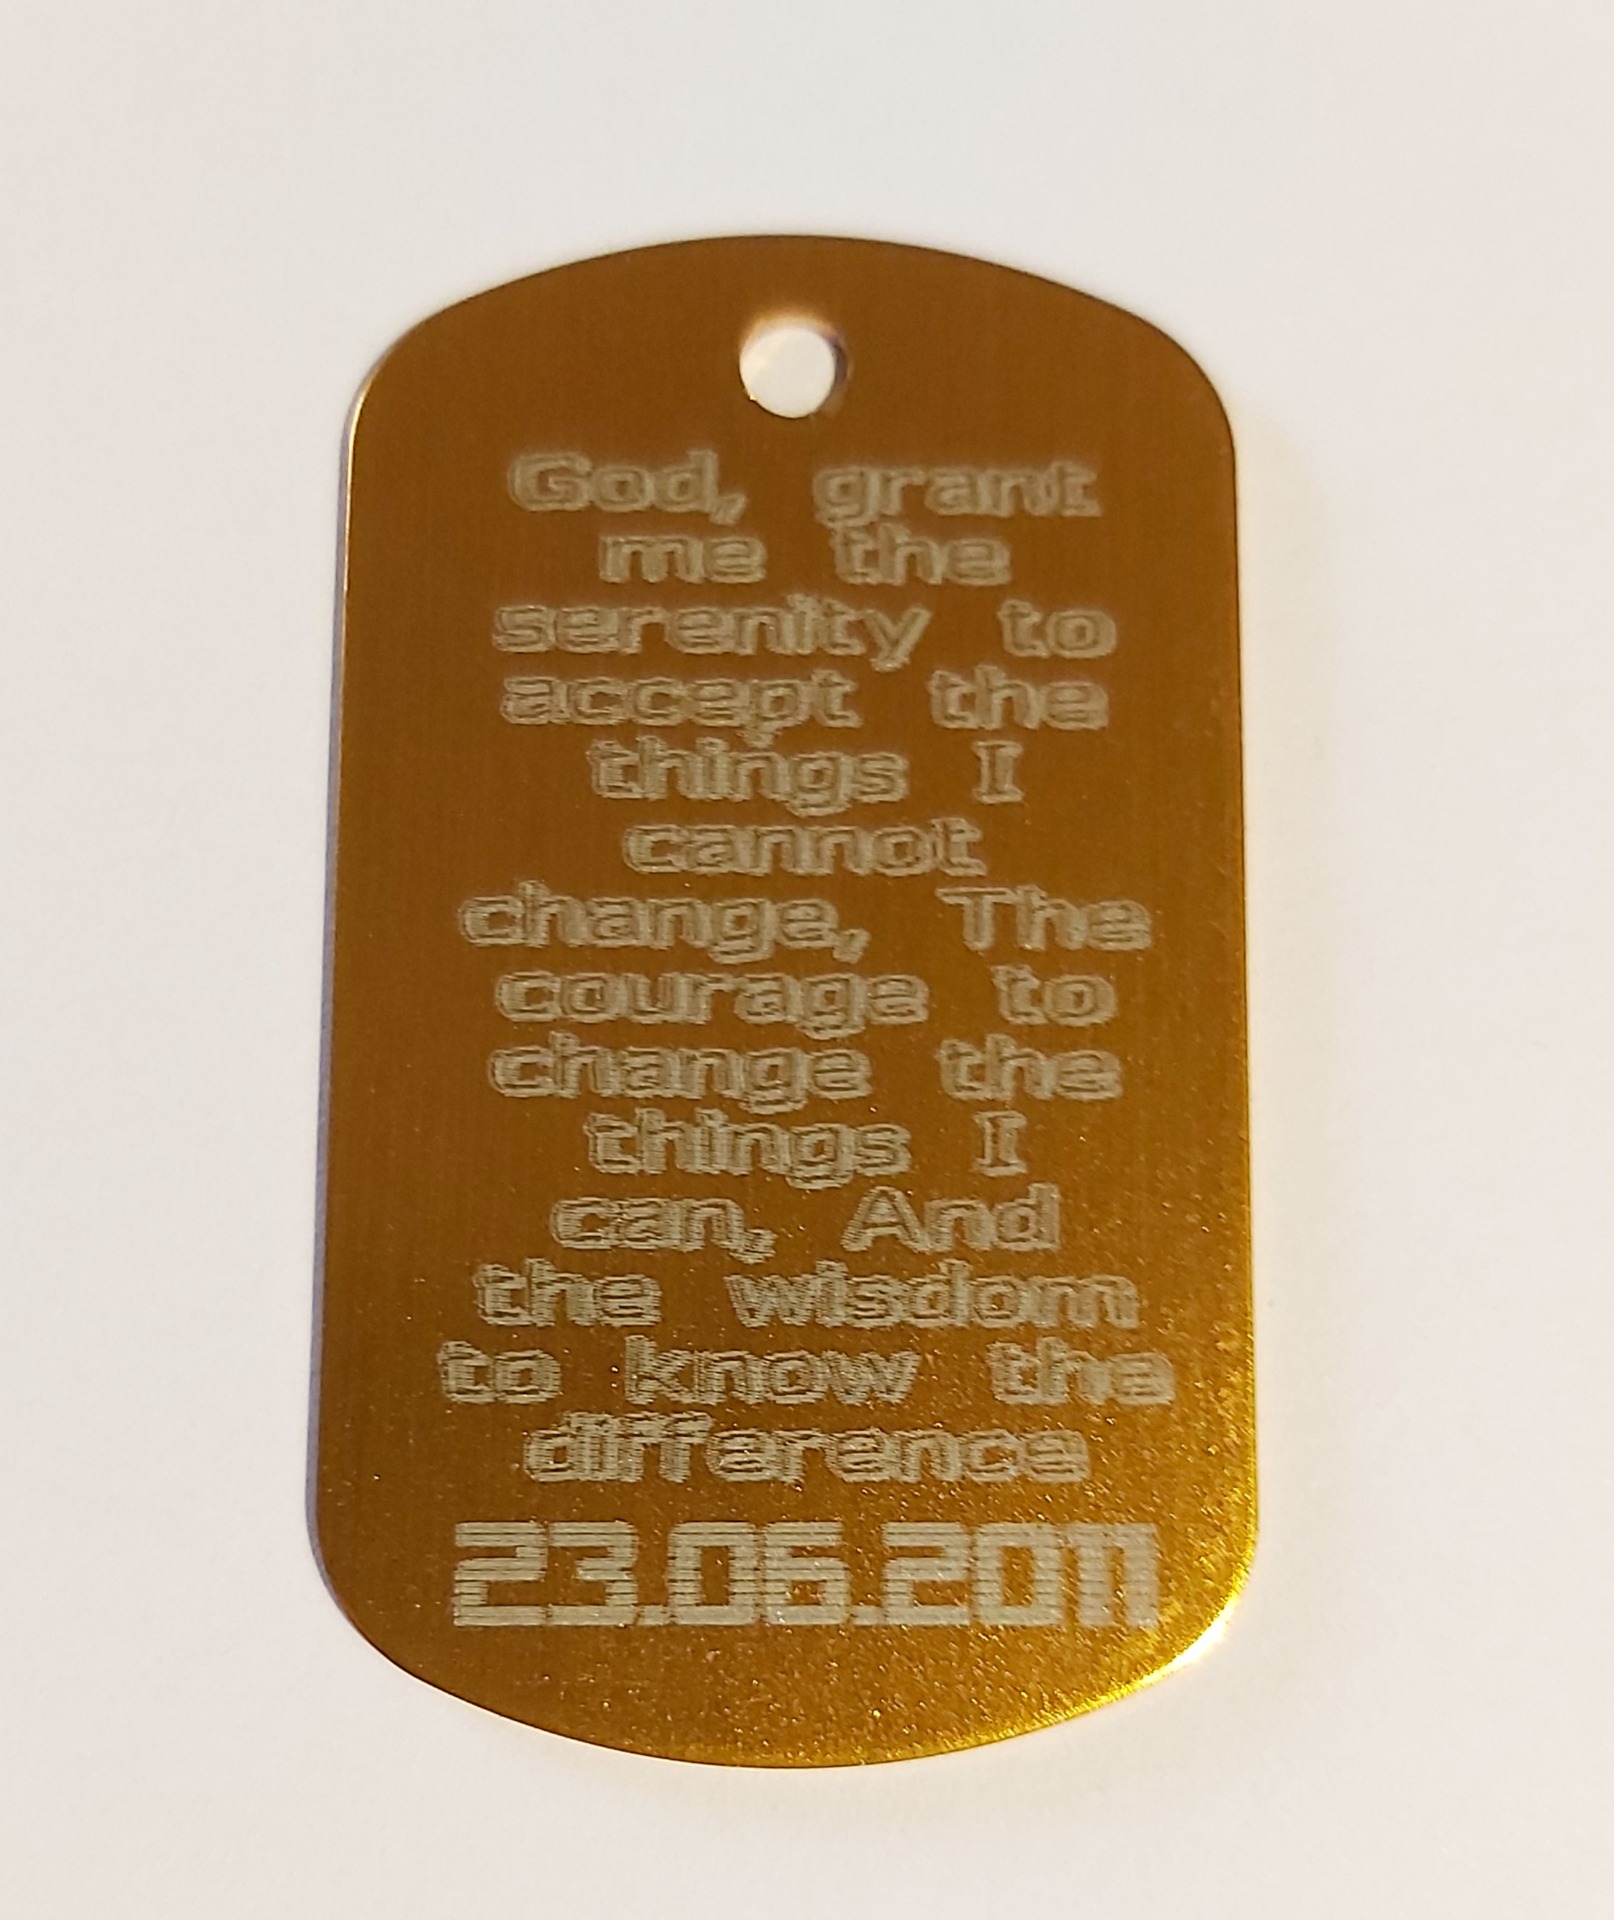 God, grant
me the
serenity to
accept the
things I
cannot
change, The
courage to
change the
things I
can, And
the wisdom
to know the
difference
23.06.2011